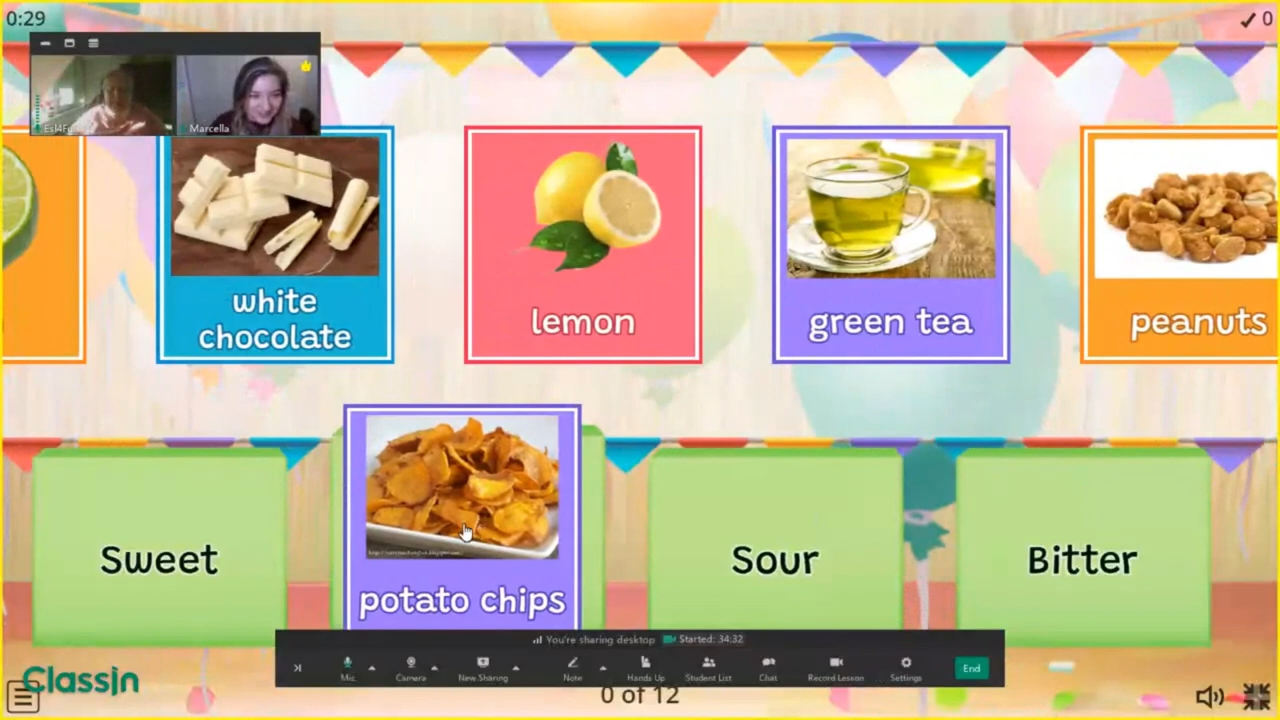 0:29
0
Esl4Fu
Marcella
white
chocolate
lemon
green tea
peanuts
Sweet
potato chips
Sour
Bitter
You're sharing desktop
Started: 34:32
Mic
Camera
New Sharing
Note
Hands Up
Student List
Chat
Record Lesson
Settings
End
ClassIn
0 of 12